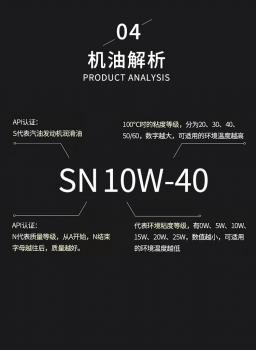 04
机油解析
PRODUCT ANALYSIS
API认证：
S代表汽油发动机润滑油
100℃时的粘度等级，分为20、30、40、
50/60，数字越大，可适用的环境温度越高
SN 10W-40
API认证：
N代表质量等级，从A开始，N结束
字母越往后，质量越好。
代表环境粘度等级，有0W、5W、10W、
15W、20W、25W，数值越小，可适用
的环境温度越低